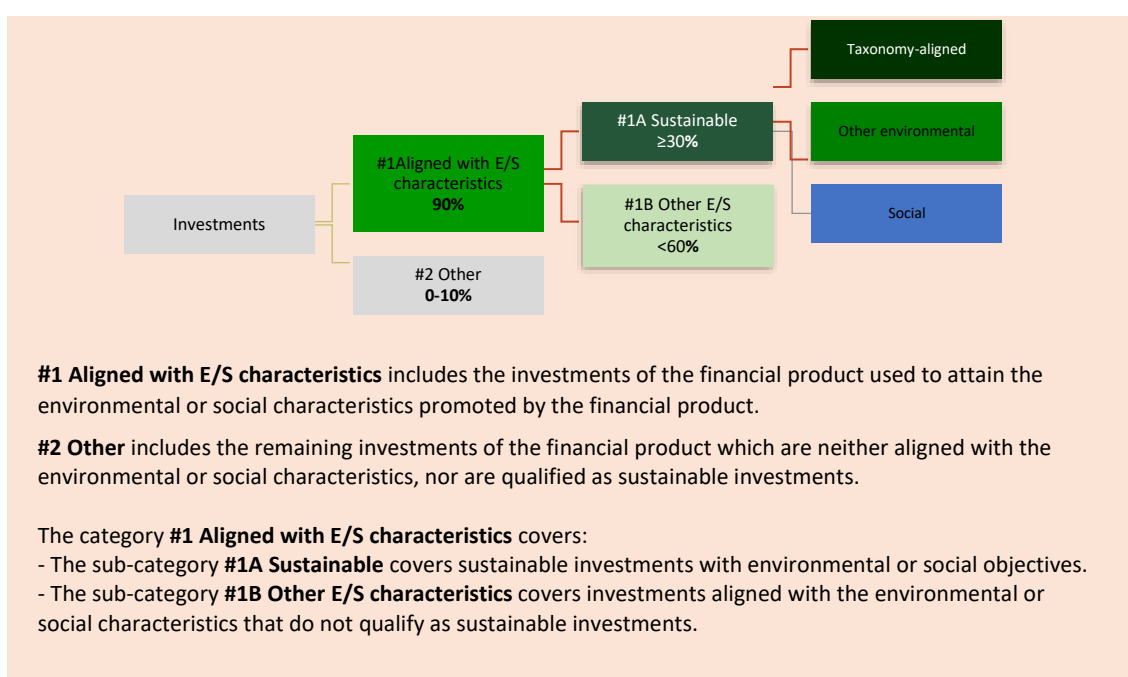 Taxonomy-aligned
#1A Sustainable
≥30%
Other environmental
#1Aligned with E/S
characteristics
90%
#1B Other E/S
characteristics
<60%
Investments
Social
#2 Other
0-10%
#1 Aligned with E/S characteristics includes the investments of the financial product used to attain the
environmental or social characteristics promoted by the financial product.
#2 Other includes the remaining investments of the financial product which are neither aligned with the
environmental or social characteristics, nor are qualified as sustainable investments.
The category #1 Aligned with E/S characteristics covers:
- The sub-category #1A Sustainable covers sustainable investments with environmental or social objectives.
- The sub-category #1B Other E/S characteristics covers investments aligned with the environmental or
social characteristics that do not qualify as sustainable investments.